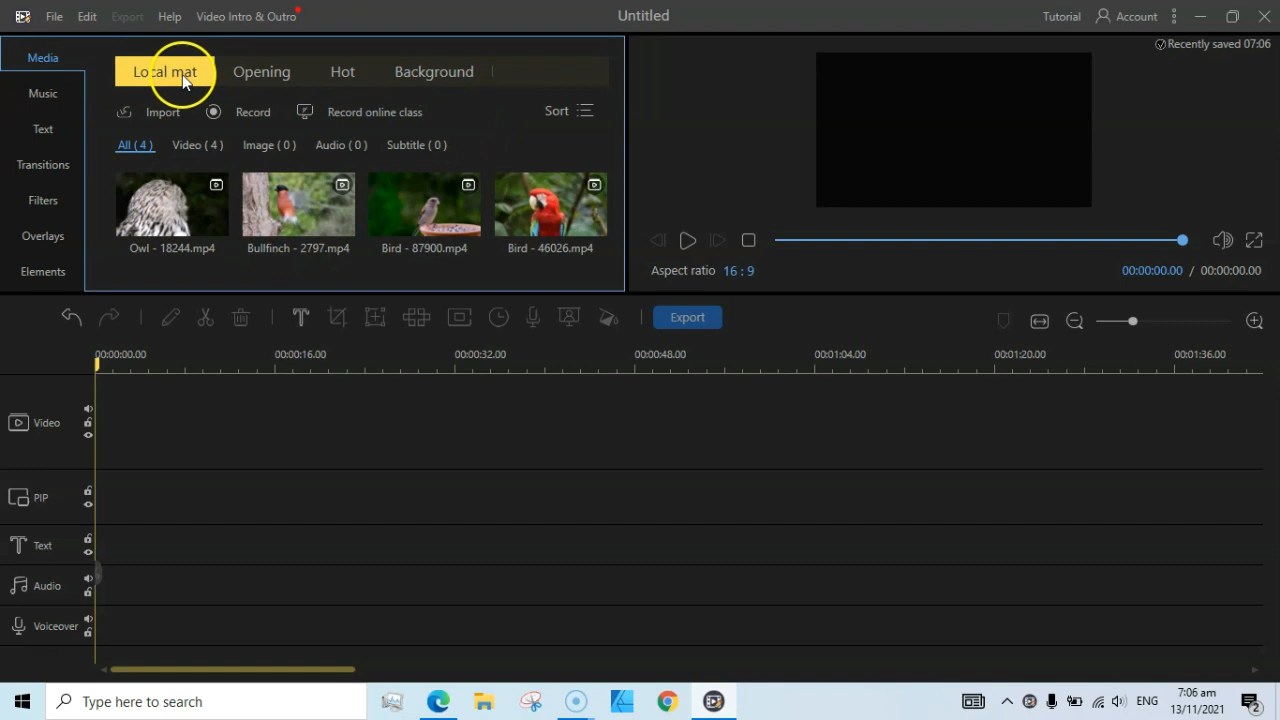 File Edit Export Help Video Intro & Outro Untitled Tutorial Account
Media Local mat Opening Hot Background Recently saved 07:06
Music Import Record Record online class Sort
Text All ( 4 ) Video ( 4 ) Image ( 0 ) Audio ( 0 ) Subtitle ( 0 )
Transitions
Filters
Overlays Owl - 18244.mp4 Bullfinch - 2797.mp4 Bird - 87900.mp4 Bird - 46026.mp4
Elements Aspect ratio 16 : 9 00:00:00.00 / 00:00:00.00
Export
00:00:00.00 00:00:16.00 00:00:32.00 00:00:48.00 00:01:04.00 00:01:20.00 00:01:36.00
Video
PIP
Text
Audio
Voiceover
Type here to search ENG 7:06 am
13/11/2021 2